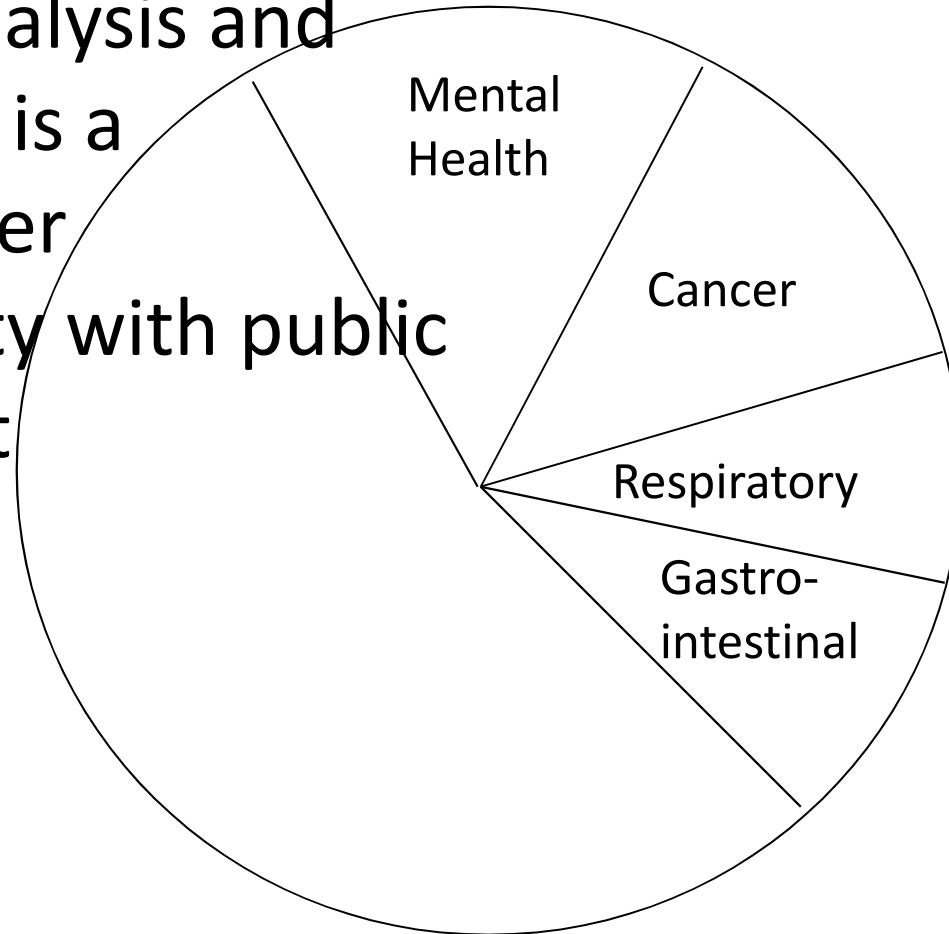 alysis and
is a
er
ty with public
t
Mental
Health
Cancer
Respiratory
Gastro-
intestinal